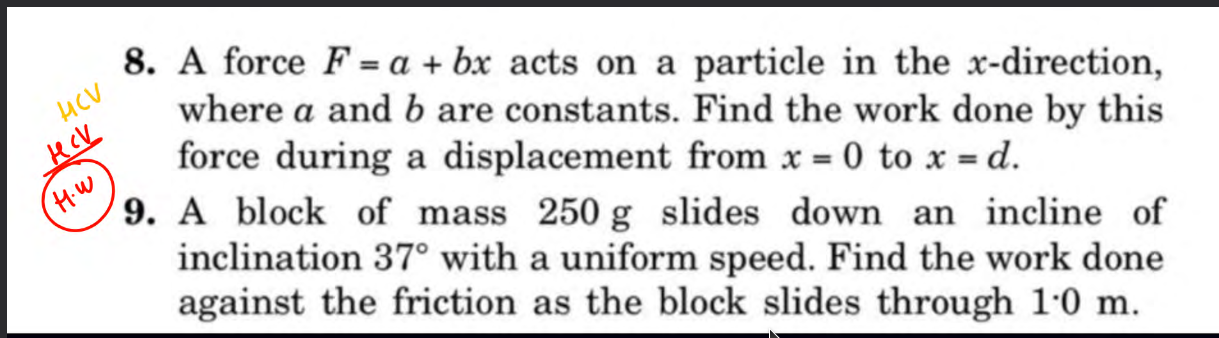 8. A force F = a + bx acts on a particle in the x-direction,
where a and b are constants. Find the work done by this
force during a displacement from x = 0 to x = d.
HCV
HCV
H.W
9. A block of mass 250 g slides down an incline of
inclination 37° with a uniform speed. Find the work done
against the friction as the block slides through 1·0 m.